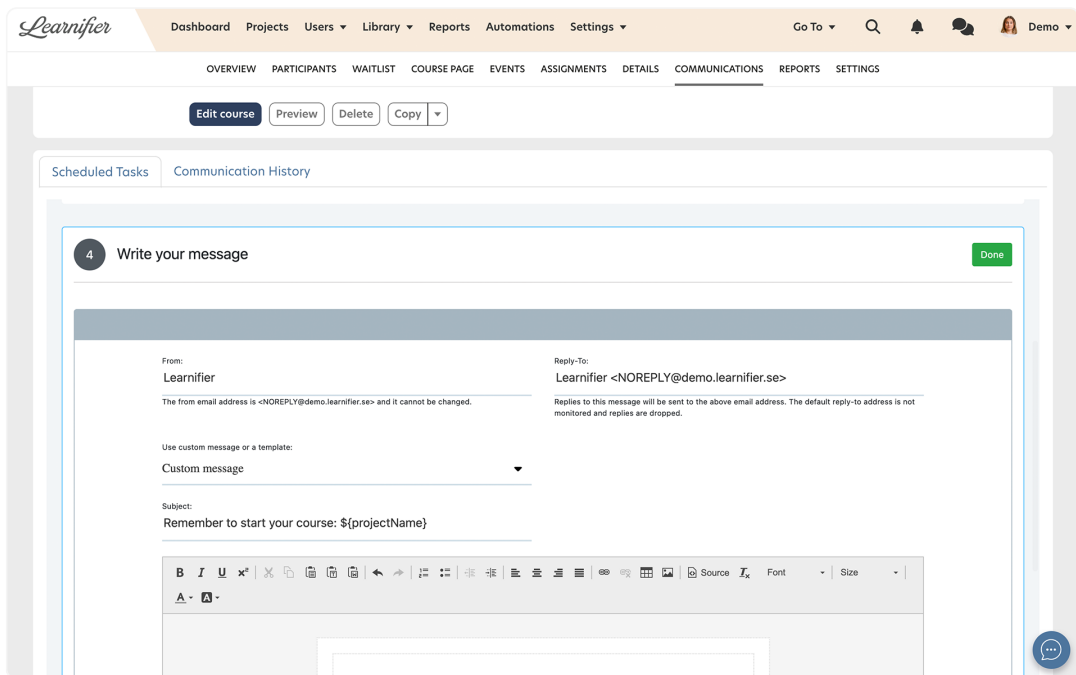 Learnifier
Dashboard Projects Users Library Reports Automations Settings Go To Demo
OVERVIEW PARTICIPANTS WAITLIST COURSE PAGE EVENTS ASSIGNMENTS DETAILS COMMUNICATIONS REPORTS SETTINGS
Edit course Preview Delete Copy
Scheduled Tasks Communication History
4 Write your message Done
From: Reply-To:
Learnifier Learnifier <NOREPLY@demo.learnifier.se>
The from email address is <NOREPLY@demo.learnifier.se> and it cannot be changed. Replies to this message will be sent to the above email address. The default reply-to address is not
monitored and replies are dropped.
Use custom message or a template:
Custom message
Subject:
Remember to start your course: ${projectName}
B I U x² Source Tx Font Size
A A